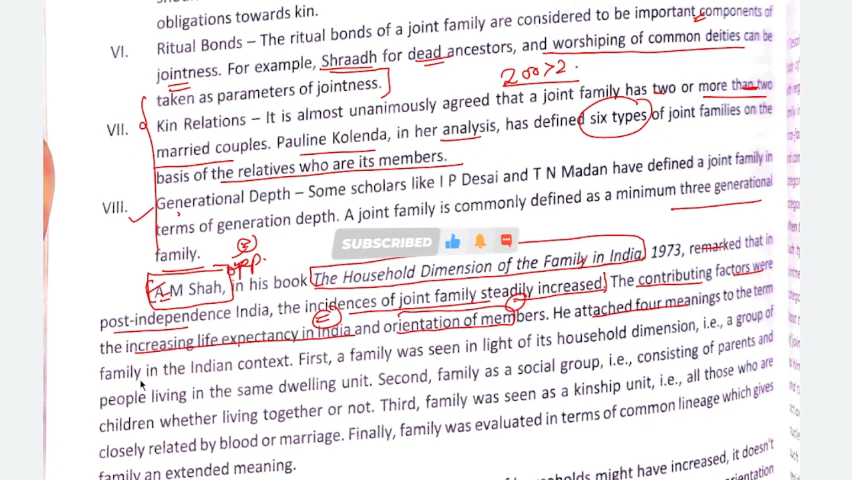 obligations towards kin.
VI. Ritual Bonds – The ritual bonds of a joint family are considered to be important components of
jointness. For example, Shraadh for dead ancestors, and worshiping of common deities can be
taken as parameters of jointness.
2 00 > 2.
VII. Kin Relations – It is almost unanimously agreed that a joint family has two or more than two
married couples. Pauline Kolenda, in her analysis, has defined six types of joint families on the
basis of the relatives who are its members.
VIII. Generational Depth – Some scholars like I P Desai and T N Madan have defined a joint family in
terms of generation depth. A joint family is commonly defined as a minimum three generational
family.
SUBSCRIBED
opp.
A M Shah, in his book The Household Dimension of the Family in India, 1973, remarked that in
post-independence India, the incidences of joint family steadily increased. The contributing factors were
the increasing life expectancy in India and orientation of members. He attached four meanings to the term
family in the Indian context. First, a family was seen in light of its household dimension, i.e., a group of
people living in the same dwelling unit. Second, family as a social group, i.e., consisting of parents and
children whether living together or not. Third, family was seen as a kinship unit, i.e., all those who are
closely related by blood or marriage. Finally, family was evaluated in terms of common lineage which gives
family an extended meaning.
households might have increased, it doesn't
orientation